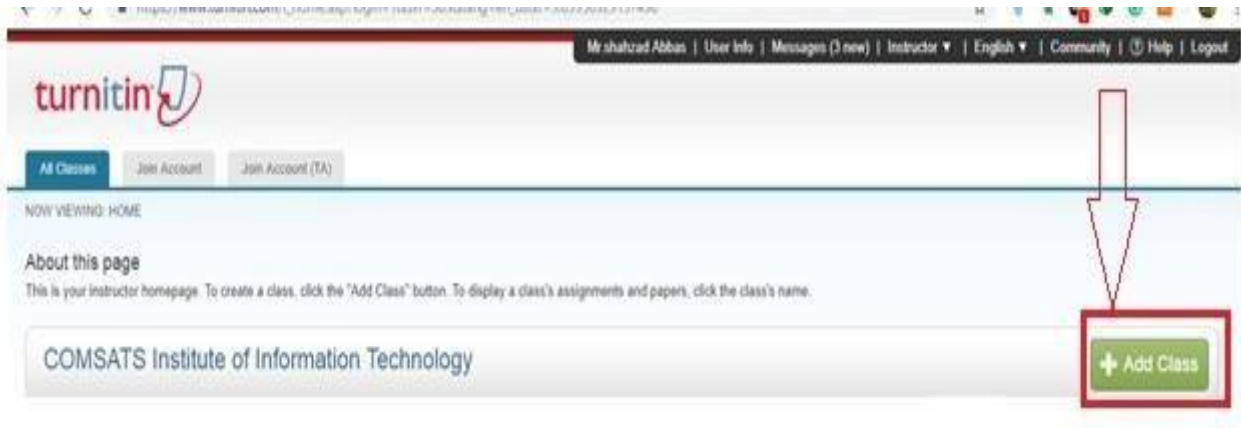 Mr shahzad Abbas | User Info | Messages (3 new) | Instructor ▼ | English ▼ | Community | ? Help | Logout
turnitin
All Classes Join Account Join Account (TA)
NOW VIEWING: HOME
About this page
This is your instructor homepage. To create a class, click the "Add Class" button. To display a class's assignments and papers, click the class's name.
COMSATS Institute of Information Technology
+ Add Class